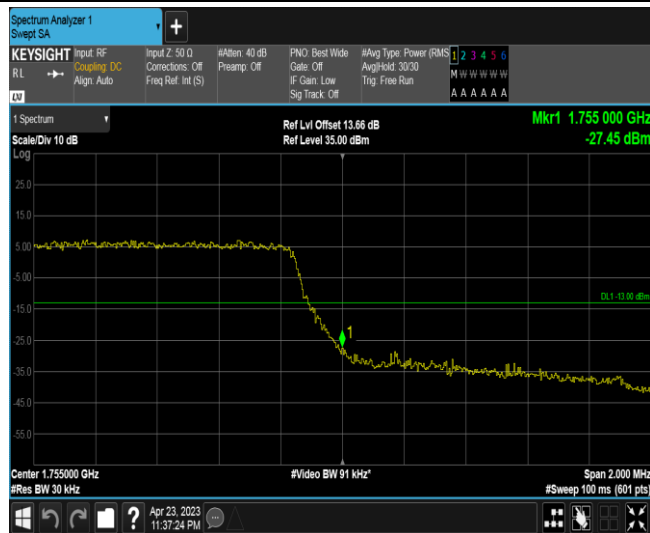 Spectrum Analyzer 1
Swept SA
KEYSIGHT
RL
Input: RF
Coupling: DC
Align: Auto
Input Z: 50 Ω
Corrections: Off
Freq Ref: Int (S)
#Atten: 40 dB
Preamp: Off
PNO: Best Wide
Gate: Off
IF Gain: Low
Sig Track: Off
#Avg Type: Power (RMS
Avg|Hold: 30/30
Trig: Free Run
1 2 3 4 5 6
M W W W W W
A A A A A A
1 Spectrum
Scale/Div 10 dB
Log
Ref Lvl Offset 13.66 dB
Ref Level 35.00 dBm
Mkr1 1.755 000 GHz
-27.45 dBm
25.0
15.0
5.00
-5.00
-15.0
-25.0
-35.0
-45.0
-55.0
DL1 -13.00 dBm
1
Center 1.755000 GHz
#Res BW 30 kHz
#Video BW 91 kHz*
Span 2.000 MHz
#Sweep 100 ms (601 pts)
Apr 23, 2023
11:37:24 PM